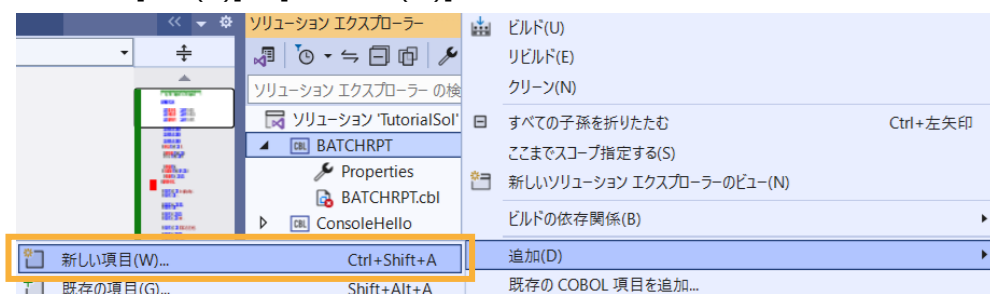 ソリューション エクスプローラー
ソリューション エクスプローラー の検
ソリューション 'TutorialSol'
BATCHRPT
Properties
BATCHRPT.cbl
ConsoleHello
ビルド(U)
リビルド(E)
クリーン(N)
すべての子孫を折りたたむ Ctrl+左矢印
ここまでスコープ指定する(S)
新しいソリューション エクスプローラーのビュー(N)
ビルドの依存関係(B)
追加(D)
既存の COBOL 項目を追加...
新しい項目(W)... Ctrl+Shift+A
既存の項目(G)... Shift+Alt+A